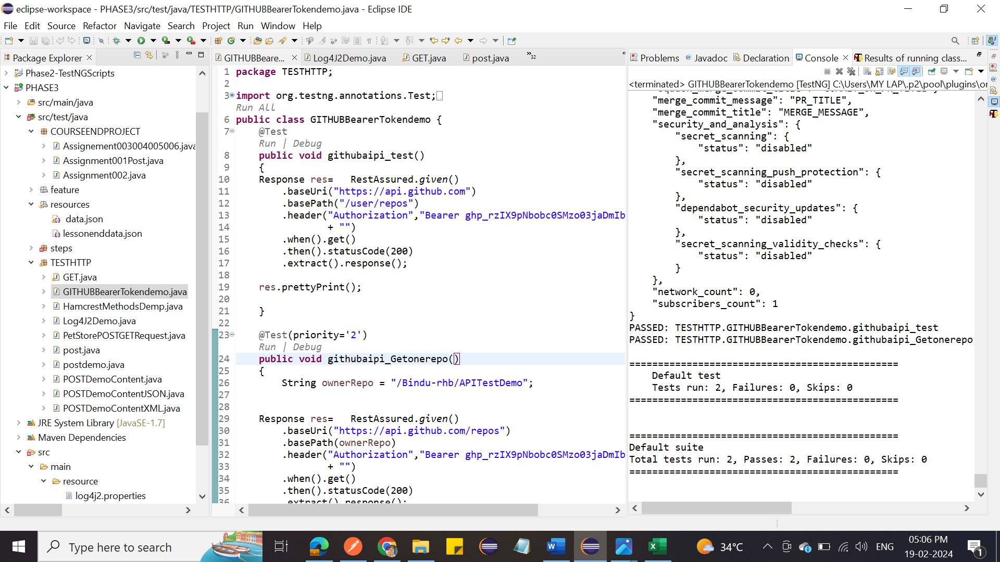 eclipse-workspace - PHASE3/src/test/java/TESTHTTP/GITHUBBearerTokendemo.java - Eclipse IDE
File Edit Source Refactor Navigate Search Project Run Window Help
Package Explorer
Phase2-TestNGScripts
PHASE3
src/main/java
src/test/java
COURSEENDPROJECT
Assignement003004005006.java
Assignment001Post.java
Assignment002.java
feature
resources
data.json
lessonenddata.json
steps
TESTHTTP
GET.java
GITHUBBearerTokendemo.java
HamcrestMethodsDemp.java
Log4J2Demo.java
PetStorePOSTGETRequest.java
post.java
postdemo.java
POSTDemoContent.java
POSTDemoContentJSON.java
POSTDemoContentXML.java
JRE System Library [JavaSE-1.7]
Maven Dependencies
src
main
resource
log4j2.properties
GITHUBBeare... Log4J2Demo.java GET.java post.java »32
1 package TESTHTTP;
2
3 import org.testng.annotations.Test;
Run All
6 public class GITHUBBearerTokendemo {
7 @Test
Run | Debug
8 public void githubaipi_test()
9 {
10 Response res= RestAssured.given()
11 .baseUri("https://api.github.com")
12 .basePath("/user/repos")
13 .header("Authorization","Bearer ghp_rzIX9pNbobc0SMzo03jaDmIb
14 + "")
15 .when().get()
16 .then().statusCode(200)
17 .extract().response();
18
19 res.prettyPrint();
20
21 }
22
23 @Test(priority='2')
Run | Debug
24 public void githubaipi_Getonerepo()
25 {
26 String ownerRepo = "/Bindu-rhb/APITestDemo";
27
28
29 Response res= RestAssured.given()
30 .baseUri("https://api.github.com/repos")
31 .basePath(ownerRepo)
32 .header("Authorization","Bearer ghp_rzIX9pNbobc0SMzo03jaDmIb
33 + "")
34 .when().get()
35 .then().statusCode(200)
36 .extract().response();
Problems Javadoc Declaration Console Results of running class...
<terminated> GITHUBBearerTokendemo [TestNG] C:\Users\MY LAP\.p2\pool\plugins\or
"merge_commit_message": "PR_TITLE",
"merge_commit_title": "MERGE_MESSAGE",
"security_and_analysis": {
"secret_scanning": {
"status": "disabled"
},
"secret_scanning_push_protection": {
"status": "disabled"
},
"dependabot_security_updates": {
"status": "disabled"
},
"secret_scanning_validity_checks": {
"status": "disabled"
}
},
"network_count": 0,
"subscribers_count": 1
}
PASSED: TESTHTTP.GITHUBBearerTokendemo.githubaipi_test
PASSED: TESTHTTP.GITHUBBearerTokendemo.githubaipi_Getonerepo
===============================================
Default test
Tests run: 2, Failures: 0, Skips: 0
===============================================
===============================================
Default suite
Total tests run: 2, Passes: 2, Failures: 0, Skips: 0
===============================================
Type here to search
34°C
ENG
05:06 PM
19-02-2024
1